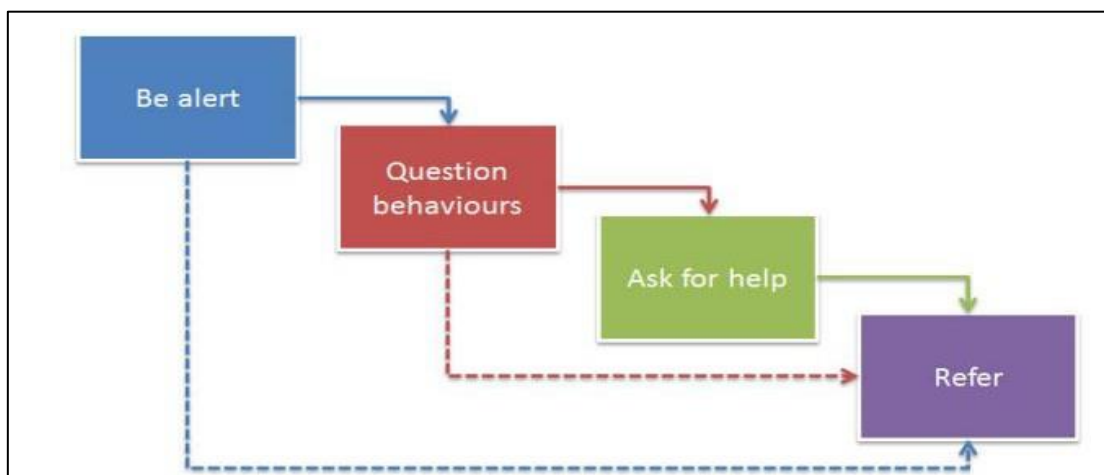 Be alert
Question
behaviours
Ask for help
Refer